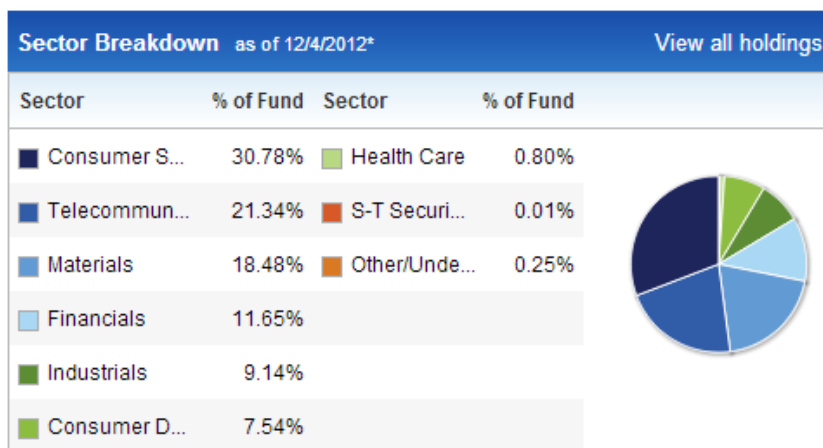 Sector Breakdown as of 12/4/2012* View all holdings
Sector % of Fund Sector % of Fund
Consumer S... 30.78% Health Care 0.80%
Telecommun... 21.34% S-T Securi... 0.01%
Materials 18.48% Other/Unde... 0.25%
Financials 11.65%
Industrials 9.14%
Consumer D... 7.54%